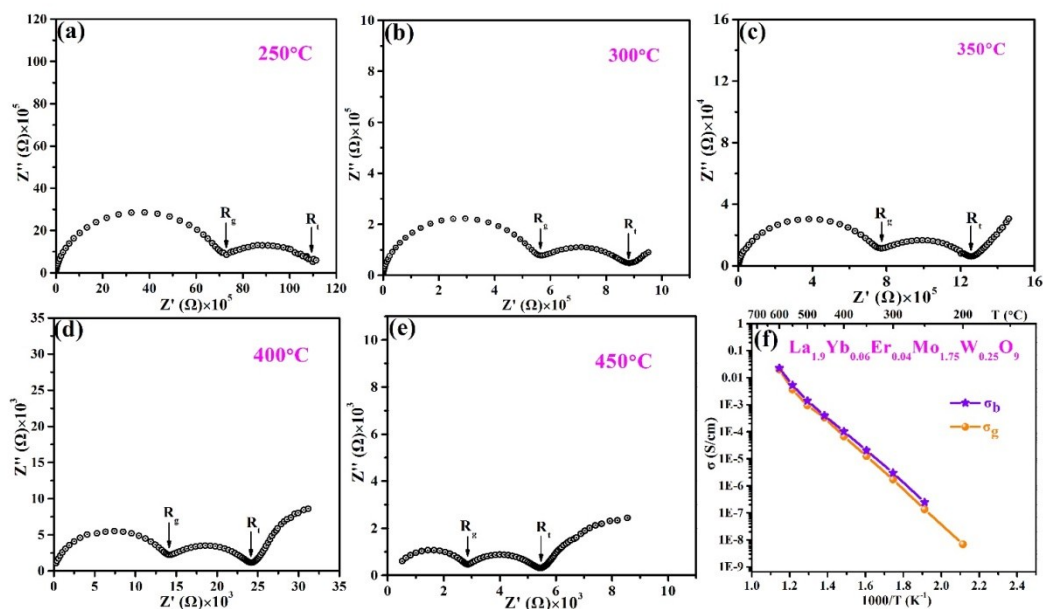 (a)
250°C
Z'' (Ω)×10⁵
120
100
80
60
40
20
0
R_g
R_t
0 20 40 60 80 100 120
Z' (Ω)×10⁵
(b)
300°C
Z'' (Ω)×10⁵
10
8
6
4
2
0
R_g
R_t
0 2 4 6 8 10
Z' (Ω)×10⁵
(c)
350°C
Z'' (Ω)×10⁴
16
12
8
4
0
R_g
R_t
0 4 8 12 16
Z' (Ω)×10⁵
(d)
400°C
Z'' (Ω)×10³
35
30
25
20
15
10
5
0
R_g
R_t
0 5 10 15 20 25 30 35
Z' (Ω)×10³
(e)
450°C
Z'' (Ω)×10³
10
8
6
4
2
0
R_g
R_t
0 2 4 6 8 10
Z' (Ω)×10³
700 600 500 400 300 200 T (°C)
(f)
La₁.₉Yb₀.₀₆Er₀.₀₄Mo₁.₇₅W₀.₂₅O₉
σ_b
σ_g
σ (S/cm)
1
0.1
0.01
1E-3
1E-4
1E-5
1E-6
1E-7
1E-8
1E-9
1.0 1.2 1.4 1.6 1.8 2.0 2.2 2.4
1000/T (K⁻¹)